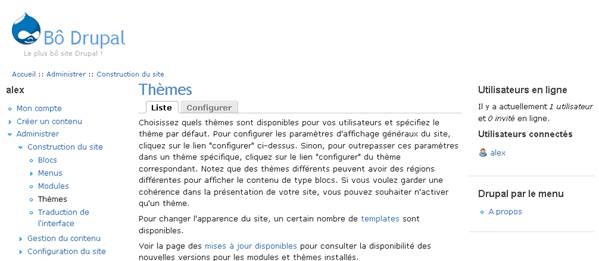 Bô Drupal
Le plus bô site Drupal !
Accueil :: Administrer :: Construction du site
alex
Mon compte
Créer un contenu
Administrer
Construction du site
Blocs
Menus
Modules
Thèmes
Traduction de
l'interface
Gestion du contenu
Configuration du site
Thèmes
Liste
Configurer
Choisissez quels thèmes sont disponibles pour vos utilisateurs et spécifiez le
thème par défaut. Pour configurer les paramètres d'affichage généraux du site,
cliquez sur le lien "configurer" ci-dessus. Sinon, pour outrepasser ces paramètres
dans un thème spécifique, cliquez sur le lien "configurer" du thème
correspondant. Notez que des thèmes différents peuvent avoir des régions
différentes pour afficher le contenu de type blocs. Si vous voulez garder une
cohérence dans la présentation de votre site, vous pouvez souhaiter n'activer
qu'un thème.
Pour changer l'apparence du site, un certain nombre de templates sont
disponibles.
Voir la page des mises à jour disponibles pour consulter la disponibilité des
nouvelles versions pour les modules et thèmes installés.
Utilisateurs en ligne
Il y a actuellement 1 utilisateur
et 0 invité en ligne.
Utilisateurs connectés
alex
Drupal par le menu
A propos